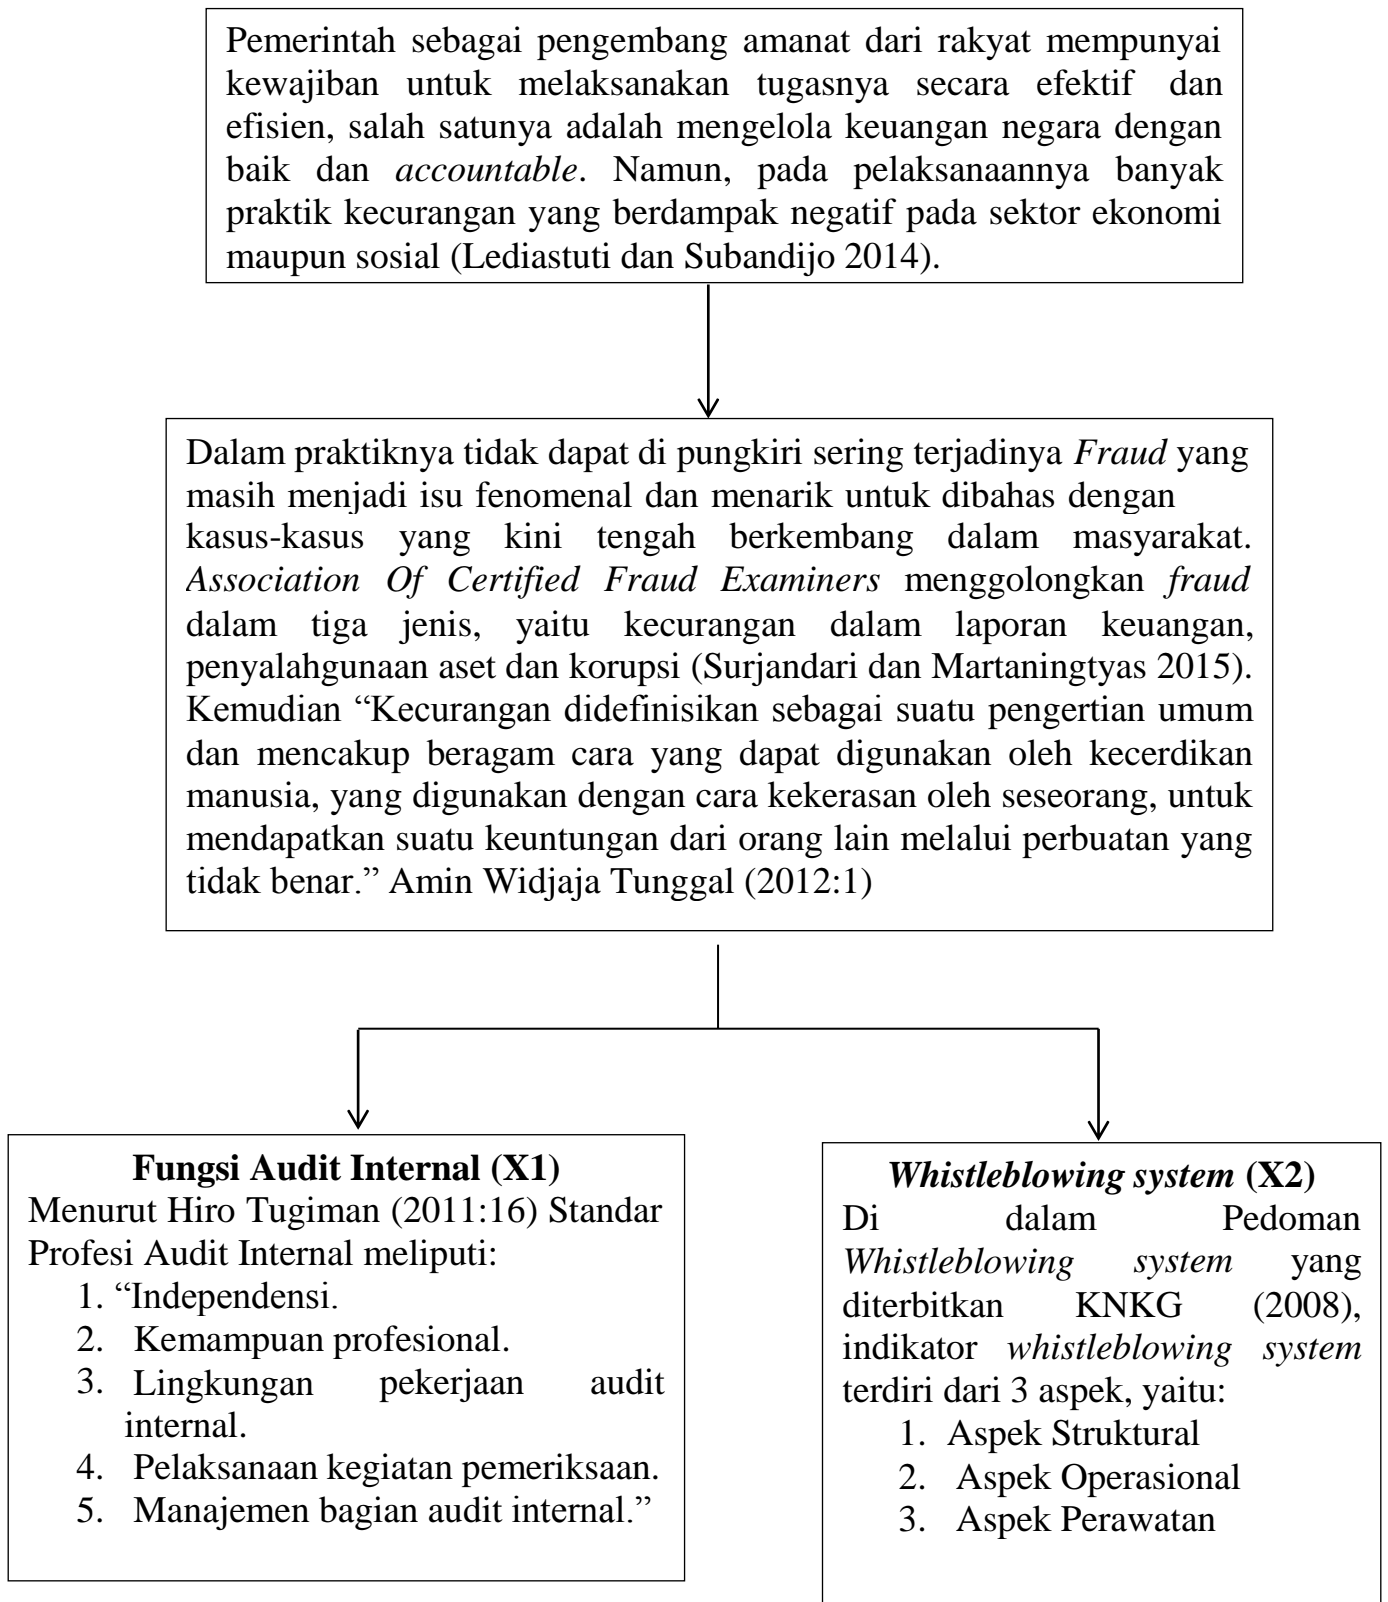 Pemerintah sebagai pengembang amanat dari rakyat mempunyai
kewajiban untuk melaksanakan tugasnya secara efektif dan
efisien, salah satunya adalah mengelola keuangan negara dengan
baik dan accountable. Namun, pada pelaksanaannya banyak
praktik kecurangan yang berdampak negatif pada sektor ekonomi
maupun sosial (Lediastuti dan Subandijo 2014).
Dalam praktiknya tidak dapat di pungkiri sering terjadinya Fraud yang
masih menjadi isu fenomenal dan menarik untuk dibahas dengan
kasus-kasus yang kini tengah berkembang dalam masyarakat.
Association Of Certified Fraud Examiners menggolongkan fraud
dalam tiga jenis, yaitu kecurangan dalam laporan keuangan,
penyalahgunaan aset dan korupsi (Surjandari dan Martaningtyas 2015).
Kemudian “Kecurangan didefinisikan sebagai suatu pengertian umum
dan mencakup beragam cara yang dapat digunakan oleh kecerdikan
manusia, yang digunakan dengan cara kekerasan oleh seseorang, untuk
mendapatkan suatu keuntungan dari orang lain melalui perbuatan yang
tidak benar.” Amin Widjaja Tunggal (2012:1)
Fungsi Audit Internal (X1)
Menurut Hiro Tugiman (2011:16) Standar
Profesi Audit Internal meliputi:
1. “Independensi.
2. Kemampuan profesional.
3. Lingkungan pekerjaan audit
internal.
4. Pelaksanaan kegiatan pemeriksaan.
5. Manajemen bagian audit internal.”
Whistleblowing system (X2)
Di dalam Pedoman
Whistleblowing system yang
diterbitkan KNKG (2008),
indikator whistleblowing system
terdiri dari 3 aspek, yaitu:
1. Aspek Struktural
2. Aspek Operasional
3. Aspek Perawatan